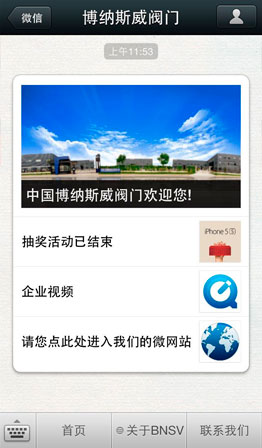 微信
博纳斯威阀门
上午11:53
中国博纳斯威阀门欢迎您!
抽奖活动已结束
iPhone 5(S)
企业视频
请您点此处进入我们的微网站
首页
关于BNSV
联系我们